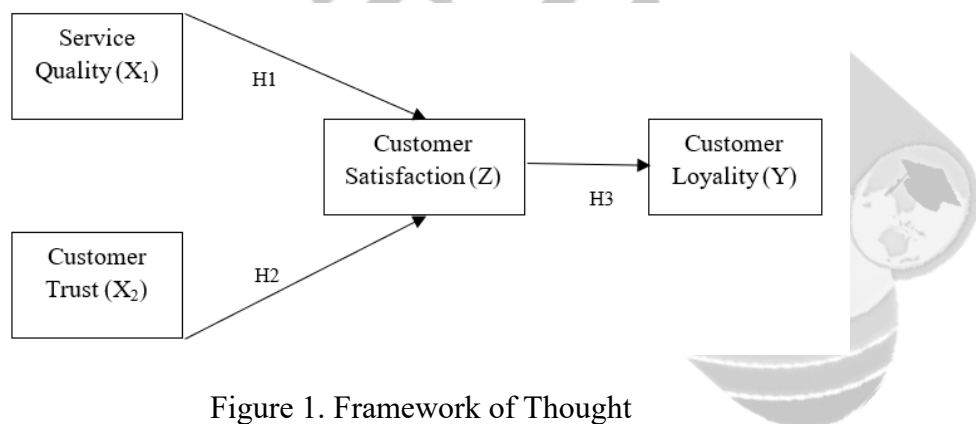 Service
Quality (X₁)
H1
Customer
Satisfaction (Z)
Customer
Loyality (Y)
H3
Customer
Trust (X₂)
H2
Figure 1. Framework of Thought